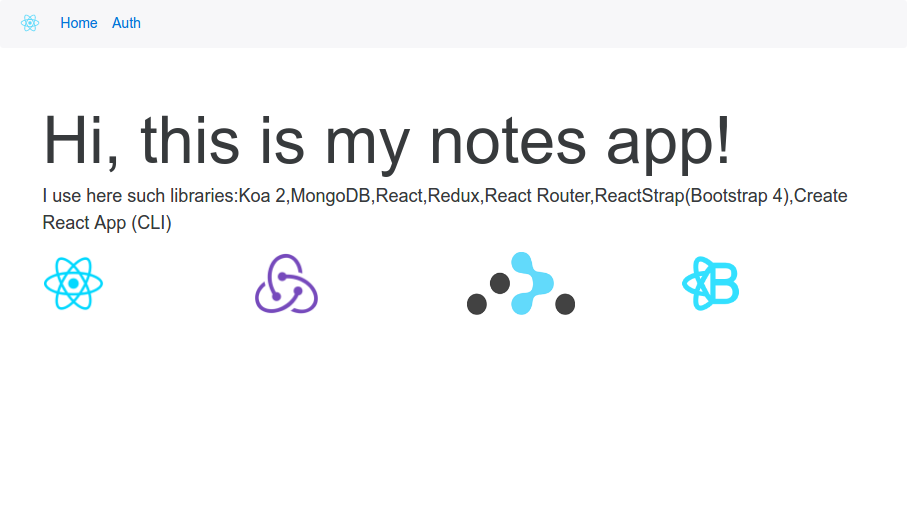 Home Auth
Hi, this is my notes app!
I use here such libraries:Koa 2,MongoDB,React,Redux,React Router,ReactStrap(Bootstrap 4),Create
React App (CLI)
B